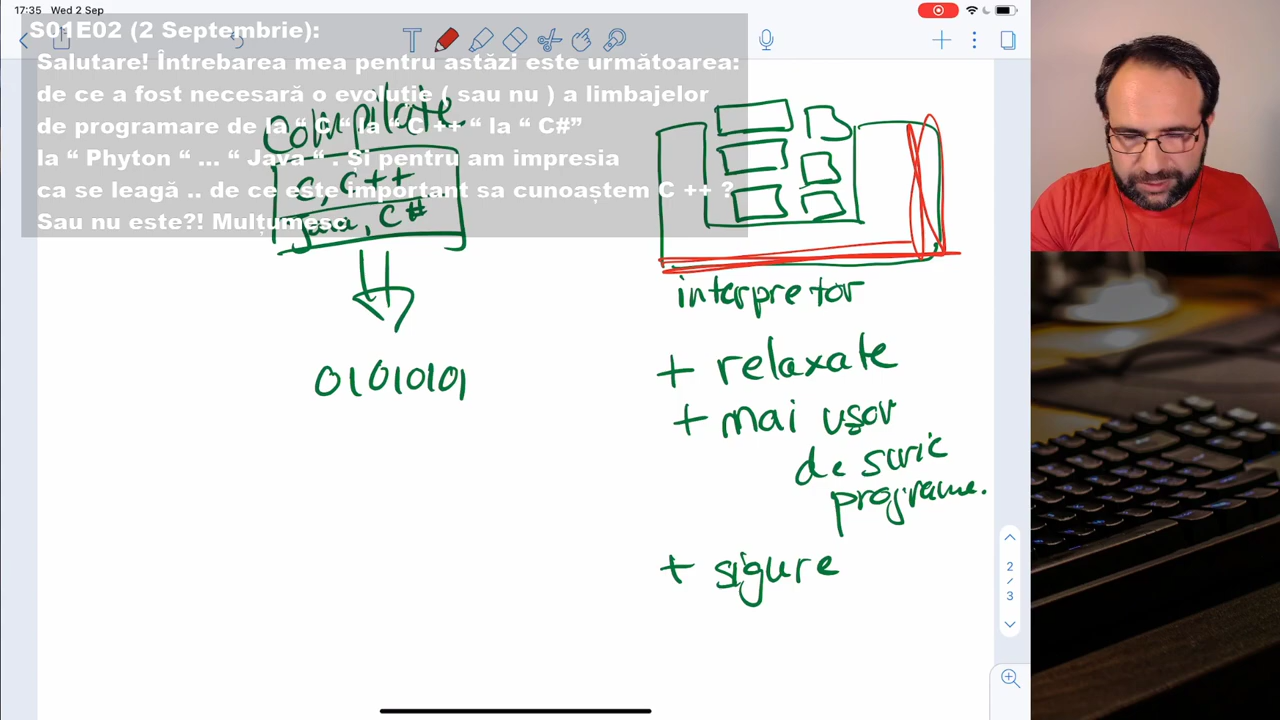 17:35 Wed 2 Sep
S01E02 (2 Septembrie):
Salutare! Întrebarea mea pentru astăzi este următoarea:
de ce a fost necesară o evoluție ( sau nu ) a limbajelor
de programare de la “ C “ la “ C ++ “ la “ C#”
la “ Phyton “ ... “ Java “ . Și pentru am impresia
ca se leagă .. de ce este important sa cunoaștem C ++ ?
Sau nu este?! Mulțumesc
Compilate
C, C++
Java, C#
01010101
interpretor
+ relaxate
+ mai ușor
de scrie
programe.
+ sigure
2
/
3